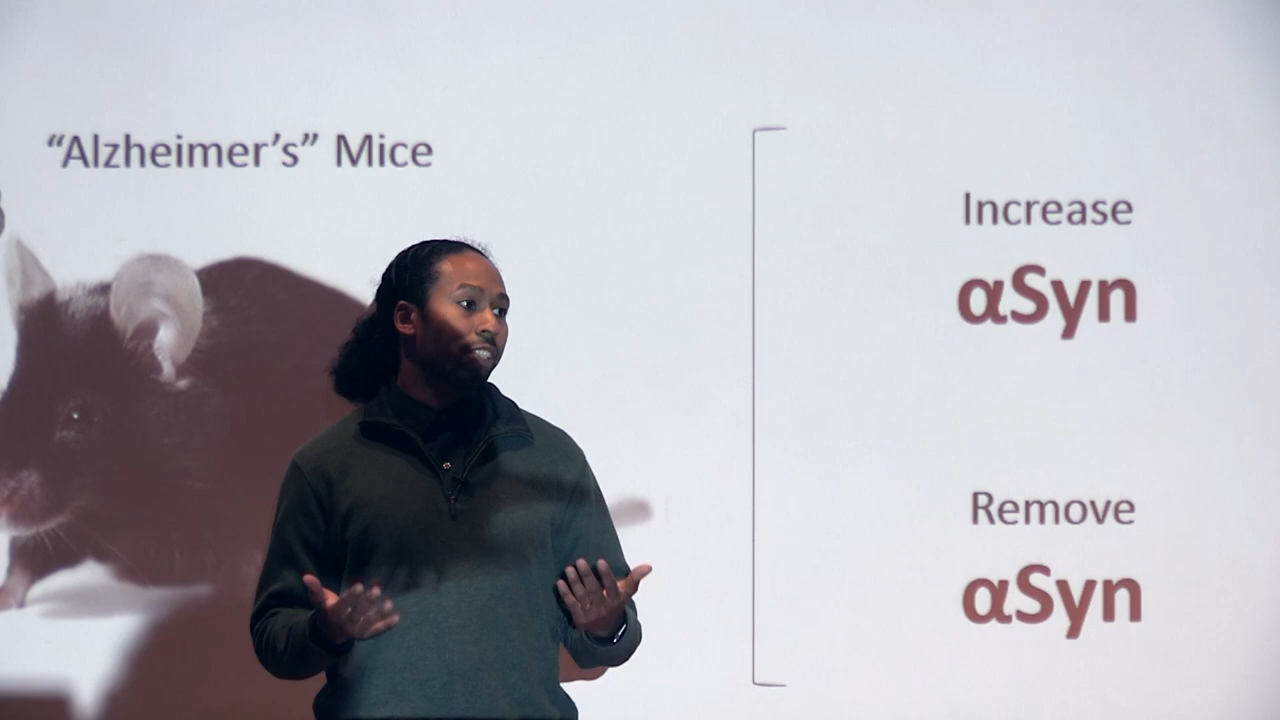 “Alzheimer’s” Mice
Increase
αSyn
Remove
αSyn